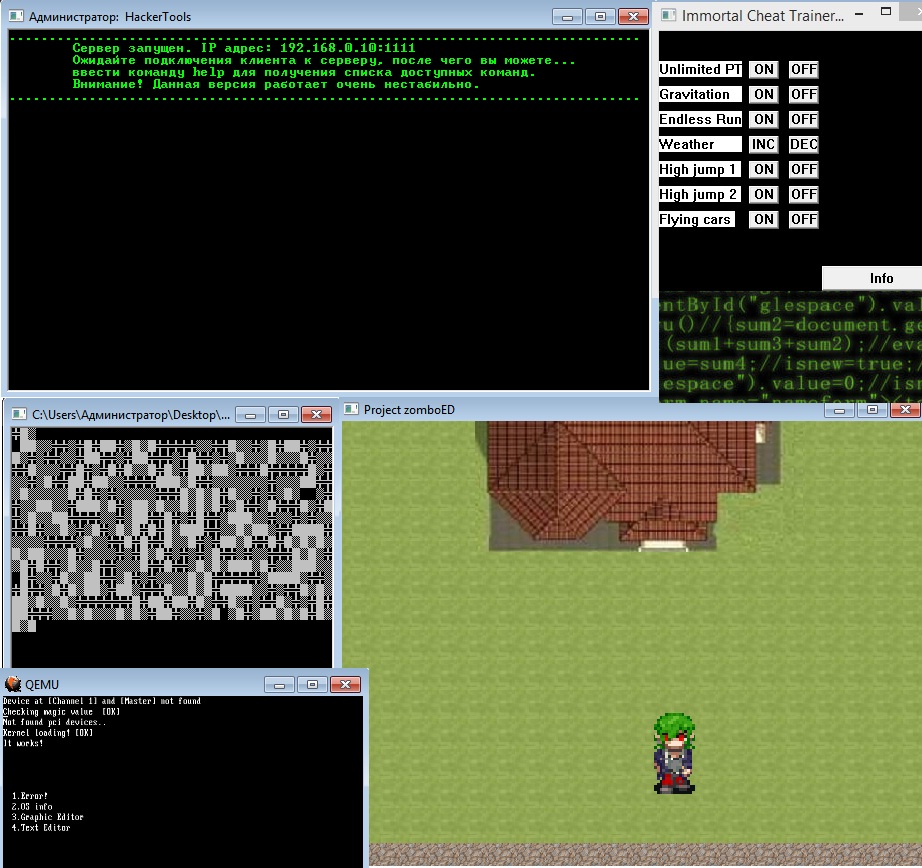 Администратор: HackerTools
Сервер запущен. IP адрес: 192.168.0.10:1111
Ожидайте подключения клиента к серверу, после чего вы можете...
ввести команду help для получения списка доступных команд.
Внимание! Данная версия работает очень нестабильно.
Immortal Cheat Trainer...
Unlimited PT ON OFF
Gravitation ON OFF
Endless Run ON OFF
Weather INC DEC
High jump 1 ON OFF
High jump 2 ON OFF
Flying cars ON OFF
Info
entById("glespace").val
ru()//{sum2=document.ge
(sum1+sum3+sum2);//eva
ue=sum4;//isnew=true;/
espace").value=0;//is
C:\Users\Администратор\Desktop\...
Project zomboED
QEMU
Device at [Channel 1] and [Master] not found
Checking magic value [OK]
Not found pci devices..
Kernel loading! [OK]
It works!
1.Error!
2.OS info
3.Graphic Editor
4.Text Editor